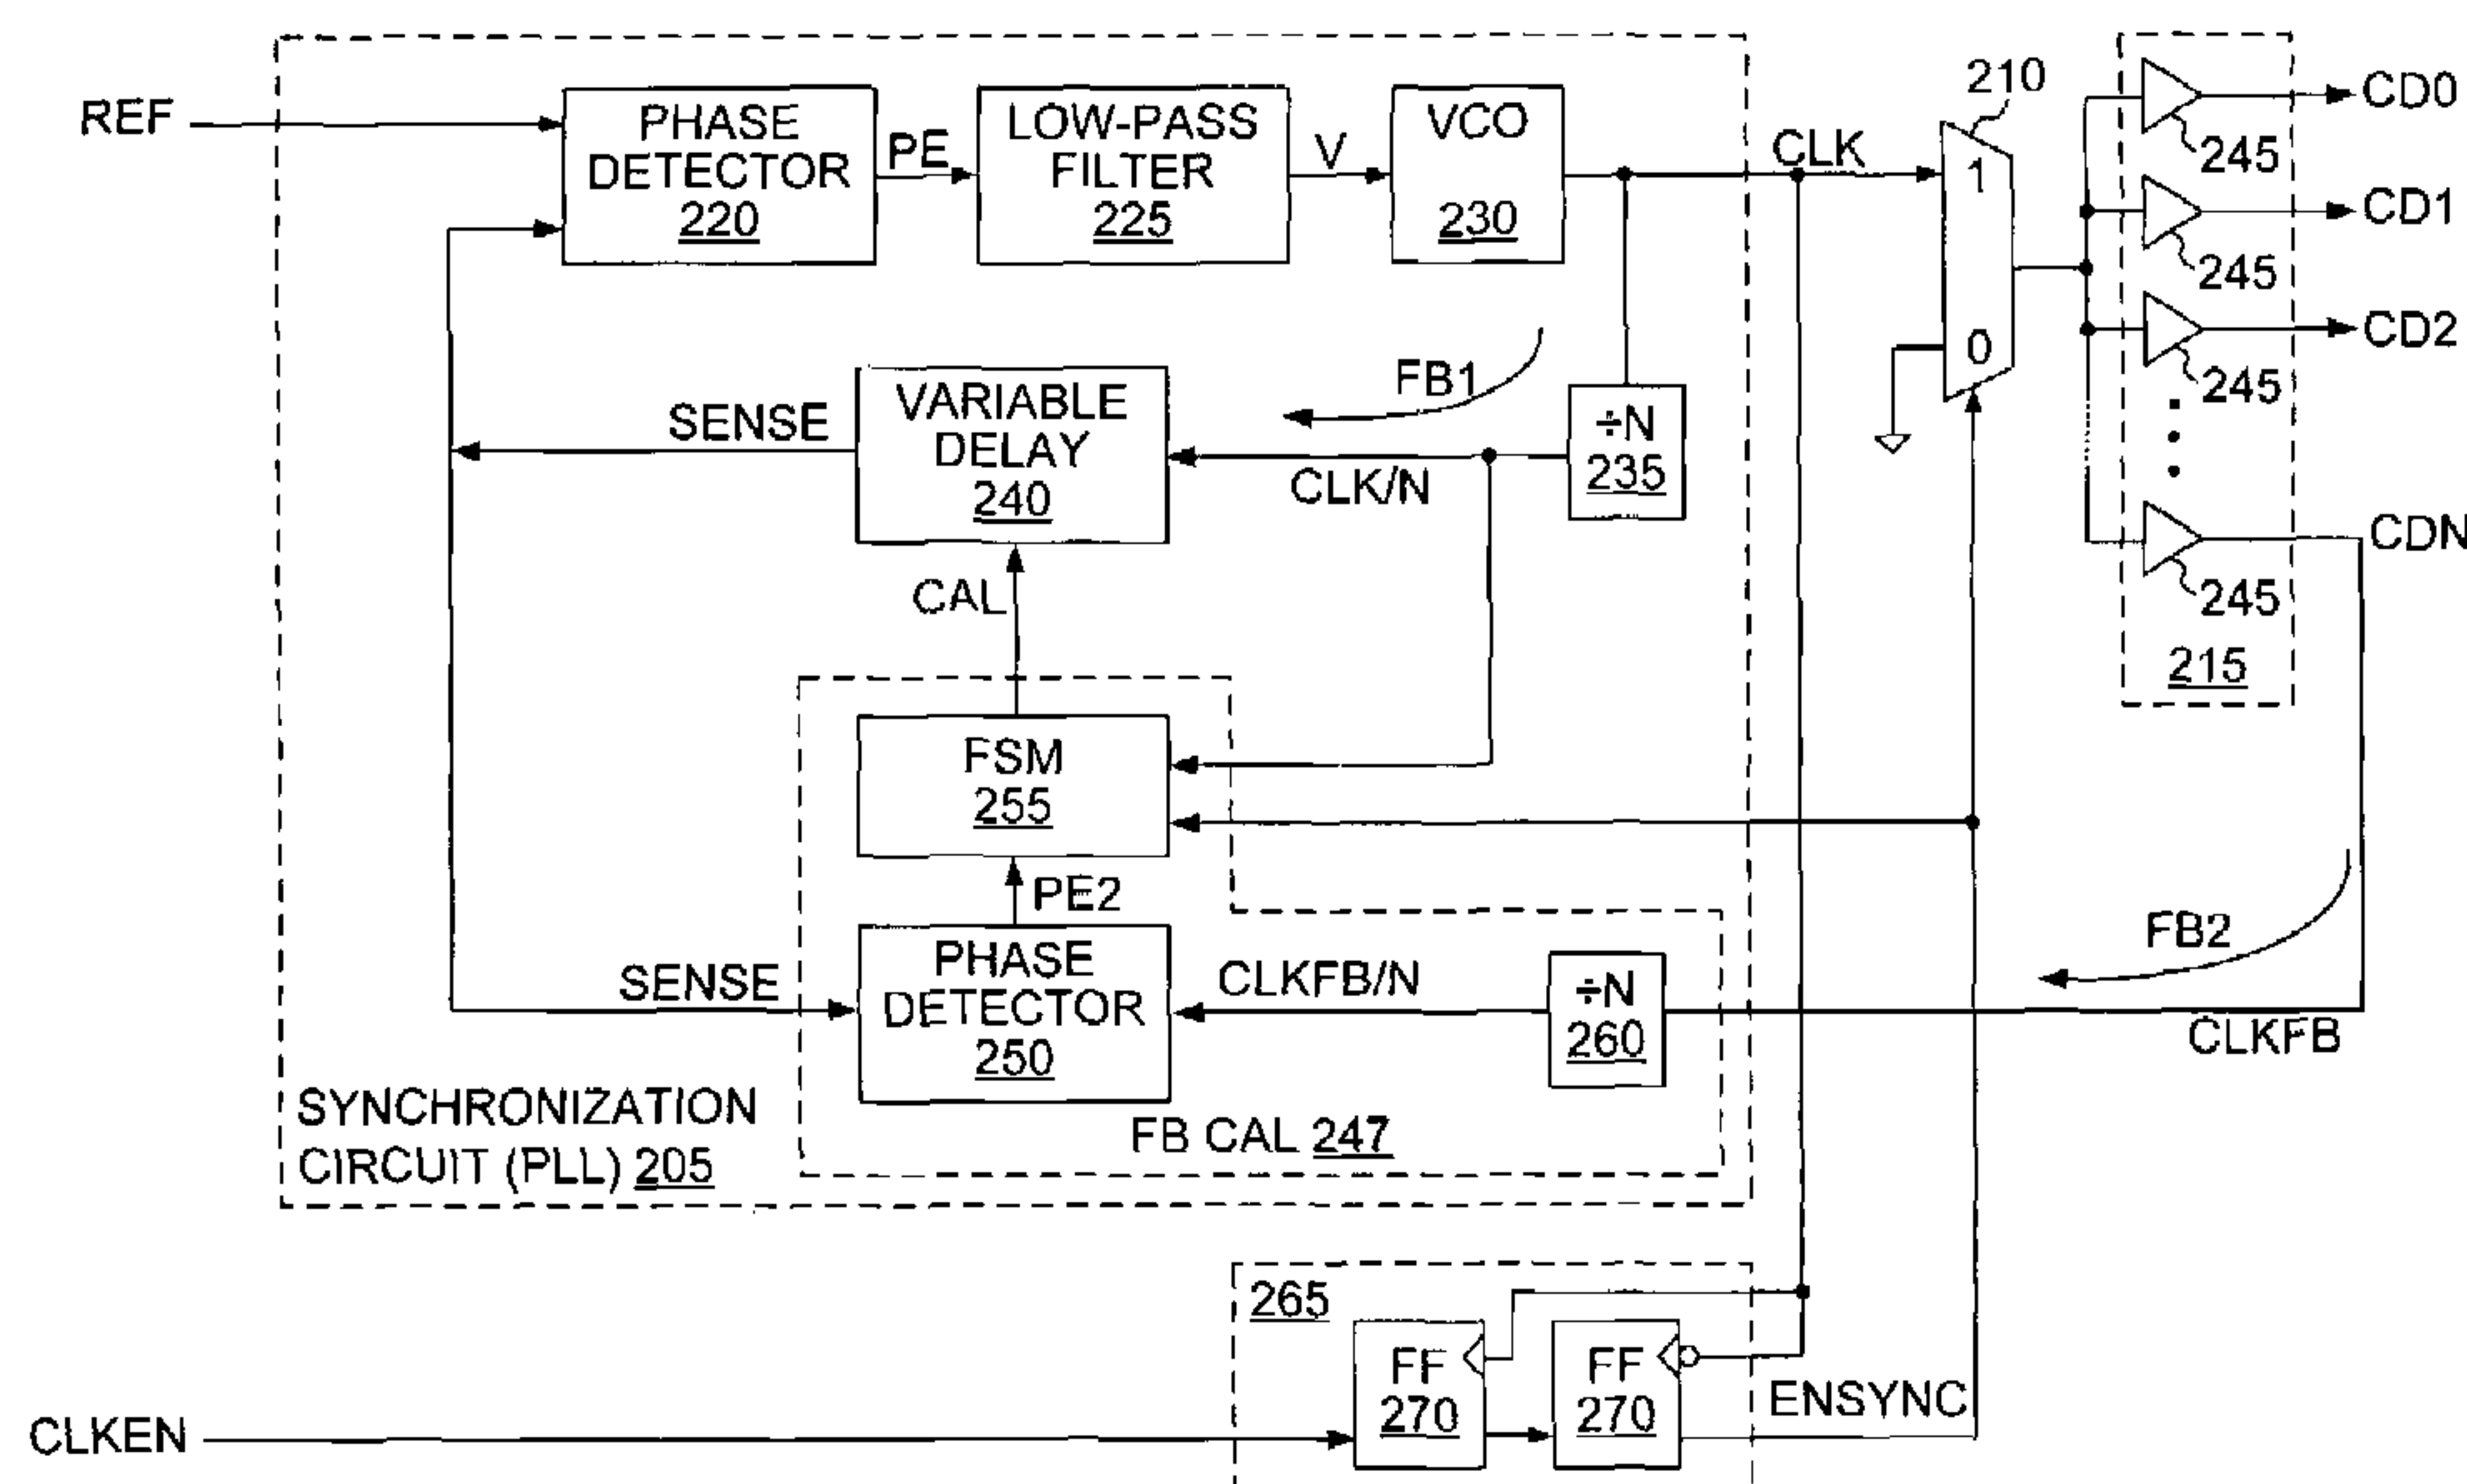 REF
PHASE
DETECTOR
220
PE
LOW-PASS
FILTER
225
V
VCO
230
CLK
210
1
0
CD0
245
CD1
245
CD2
245
CDN
245
215
SENSE
VARIABLE
DELAY
240
FB1
CLK/N
÷N
235
CAL
FSM
255
PE2
SENSE
PHASE
DETECTOR
250
CLKFB/N
÷N
260
FB2
CLKFB
SYNCHRONIZATION
CIRCUIT (PLL) 205
FB CAL 247
265
FF
270
FF
270
ENSYNC
CLKEN